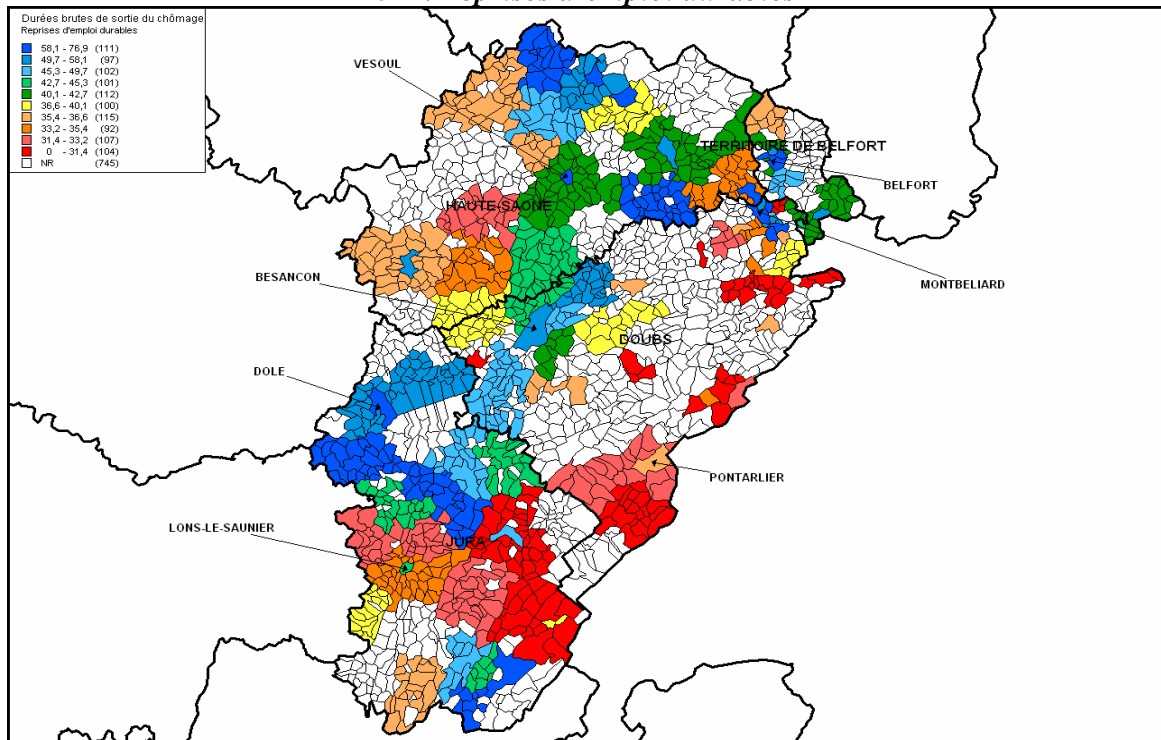 reprises d'emploi durables
Durées brutes de sortie du chômage
Reprises d'emploi durables
58,1 - 76,9 (111)
49,7 - 58,1 (97)
45,3 - 49,7 (102)
42,7 - 45,3 (101)
40,1 - 42,7 (112)
36,6 - 40,1 (100)
35,4 - 36,6 (115)
33,2 - 35,4 (92)
31,4 - 33,2 (107)
0 - 31,4 (104)
NR (745)
VESOUL
TERRITOIRE DE BELFORT
BELFORT
HAUTE-SAONE
BESANCON
MONTBELIARD
DOUBS
DOLE
PONTARLIER
LONS-LE-SAUNIER
JURA